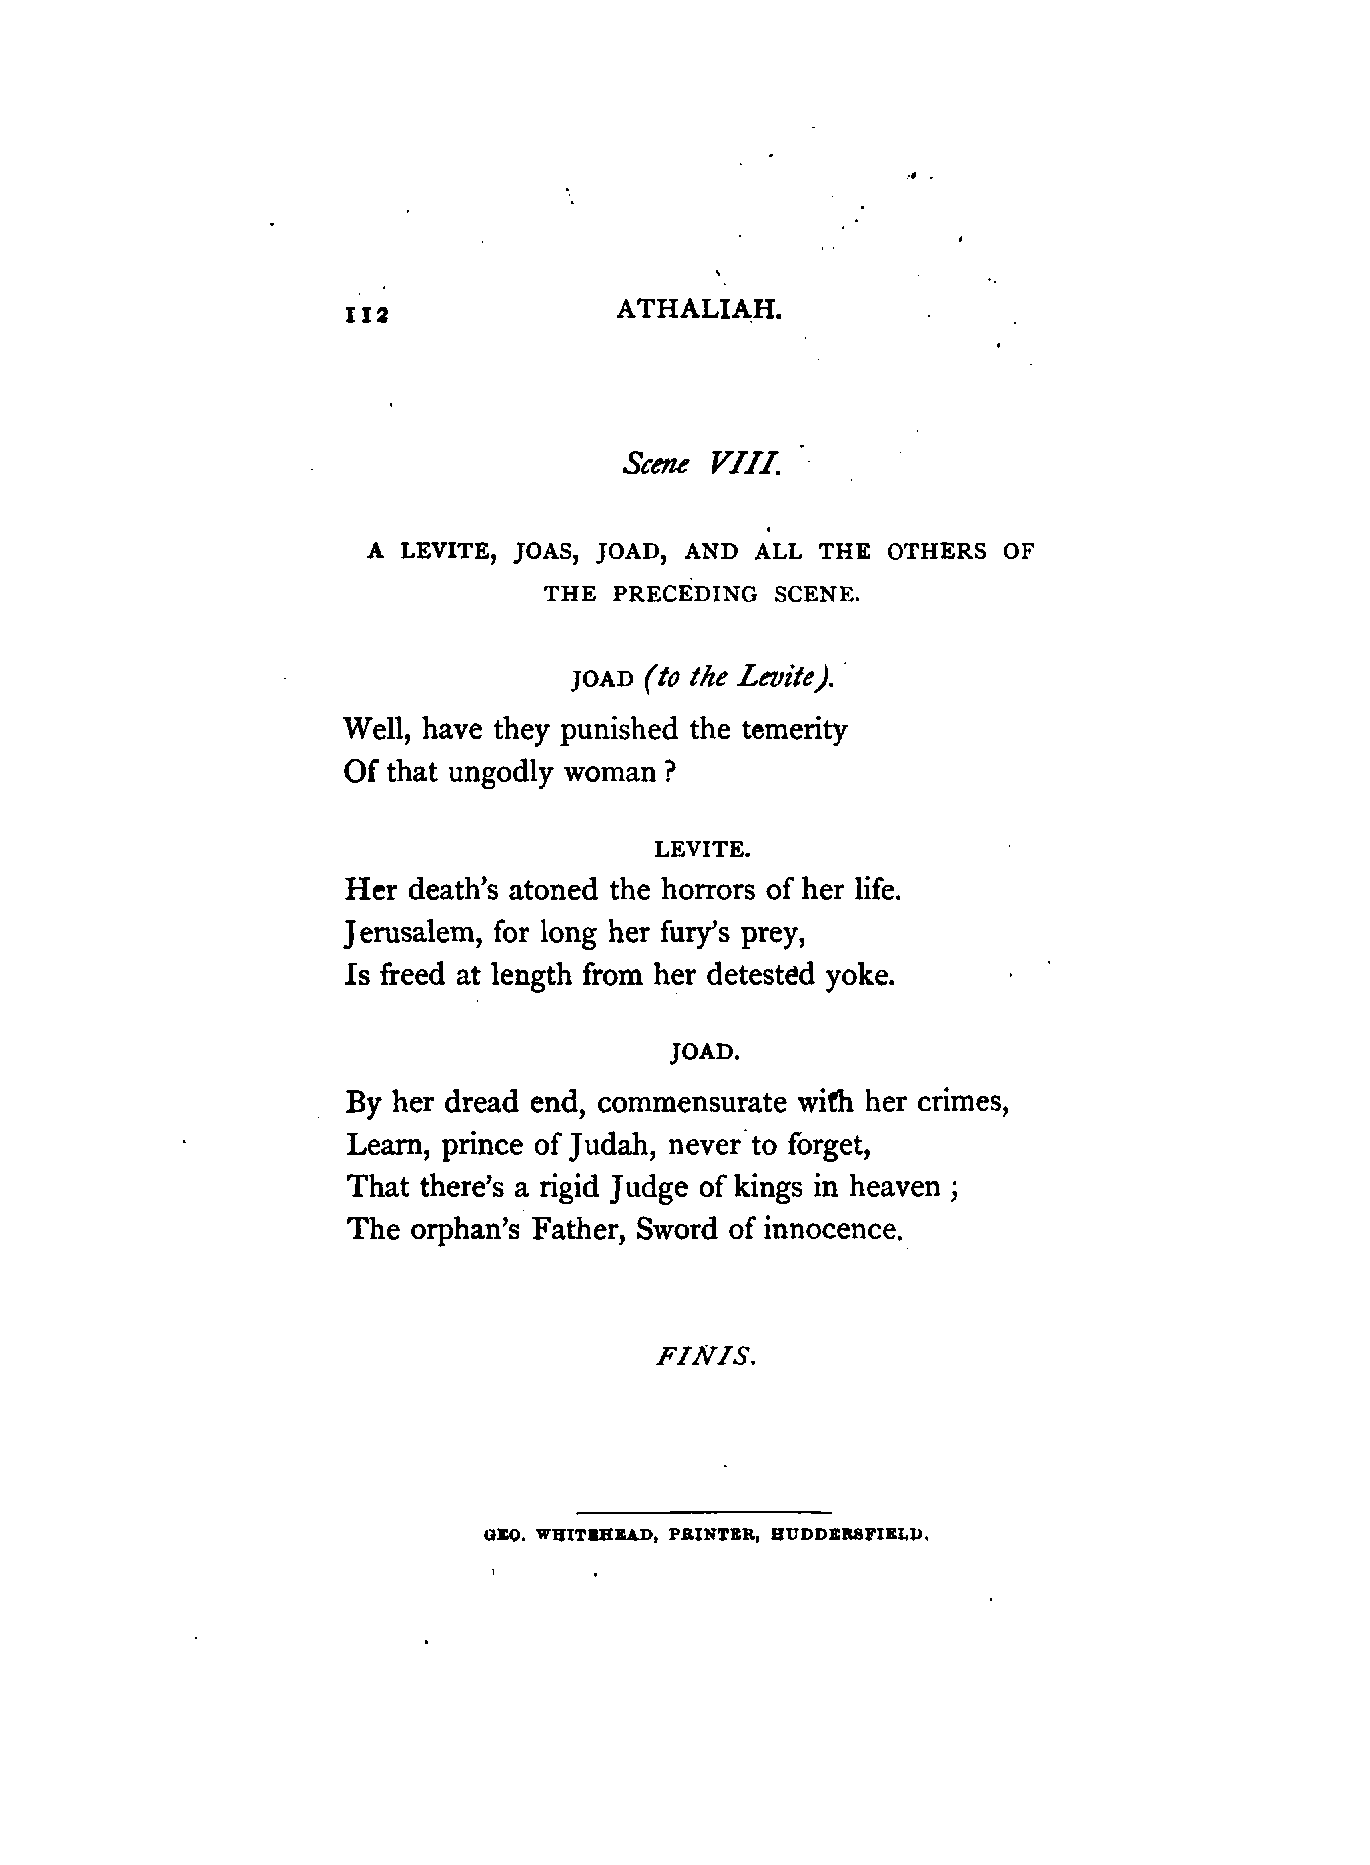 112 ATHALIAH.
Scene VIII.
A LEVITE, JOAS, JOAD, AND ALL THE OTHERS OF
THE PRECEDING SCENE.
JOAD (to the Levite).
Well, have they punished the temerity
Of that ungodly woman ?
LEVITE.
Her death's atoned the horrors of her life.
Jerusalem, for long her fury's prey,
Is freed at length from her detested yoke.
JOAD.
By her dread end, commensurate with her crimes,
Learn, prince of Judah, never to forget,
That there's a rigid Judge of kings in heaven ;
The orphan's Father, Sword of innocence.
FINIS.
GEO. WHITEHEAD, PRINTER, HUDDERSFIELD.